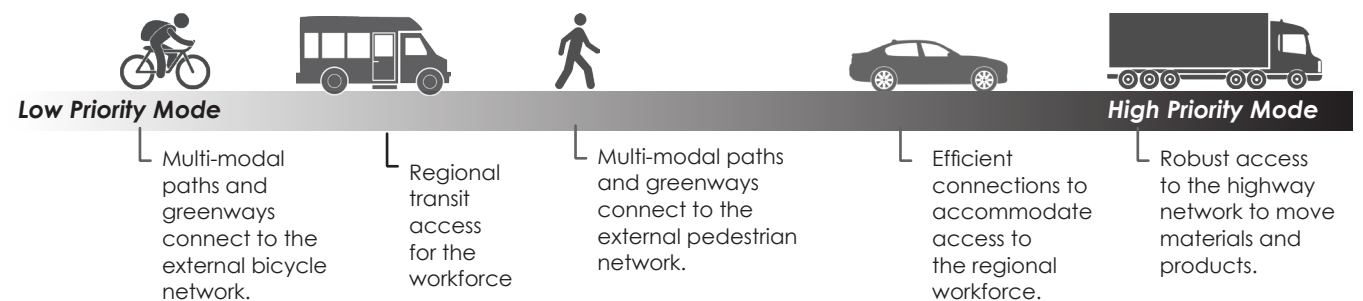 Low Priority Mode
High Priority Mode
Multi-modal
paths and
greenways
connect to the
external bicycle
network.
Regional
transit
access
for the
workforce
Multi-modal paths
and greenways
connect to the
external pedestrian
network.
Efficient
connections to
accommodate
access to
the regional
workforce.
Robust access
to the highway
network to move
materials and
products.